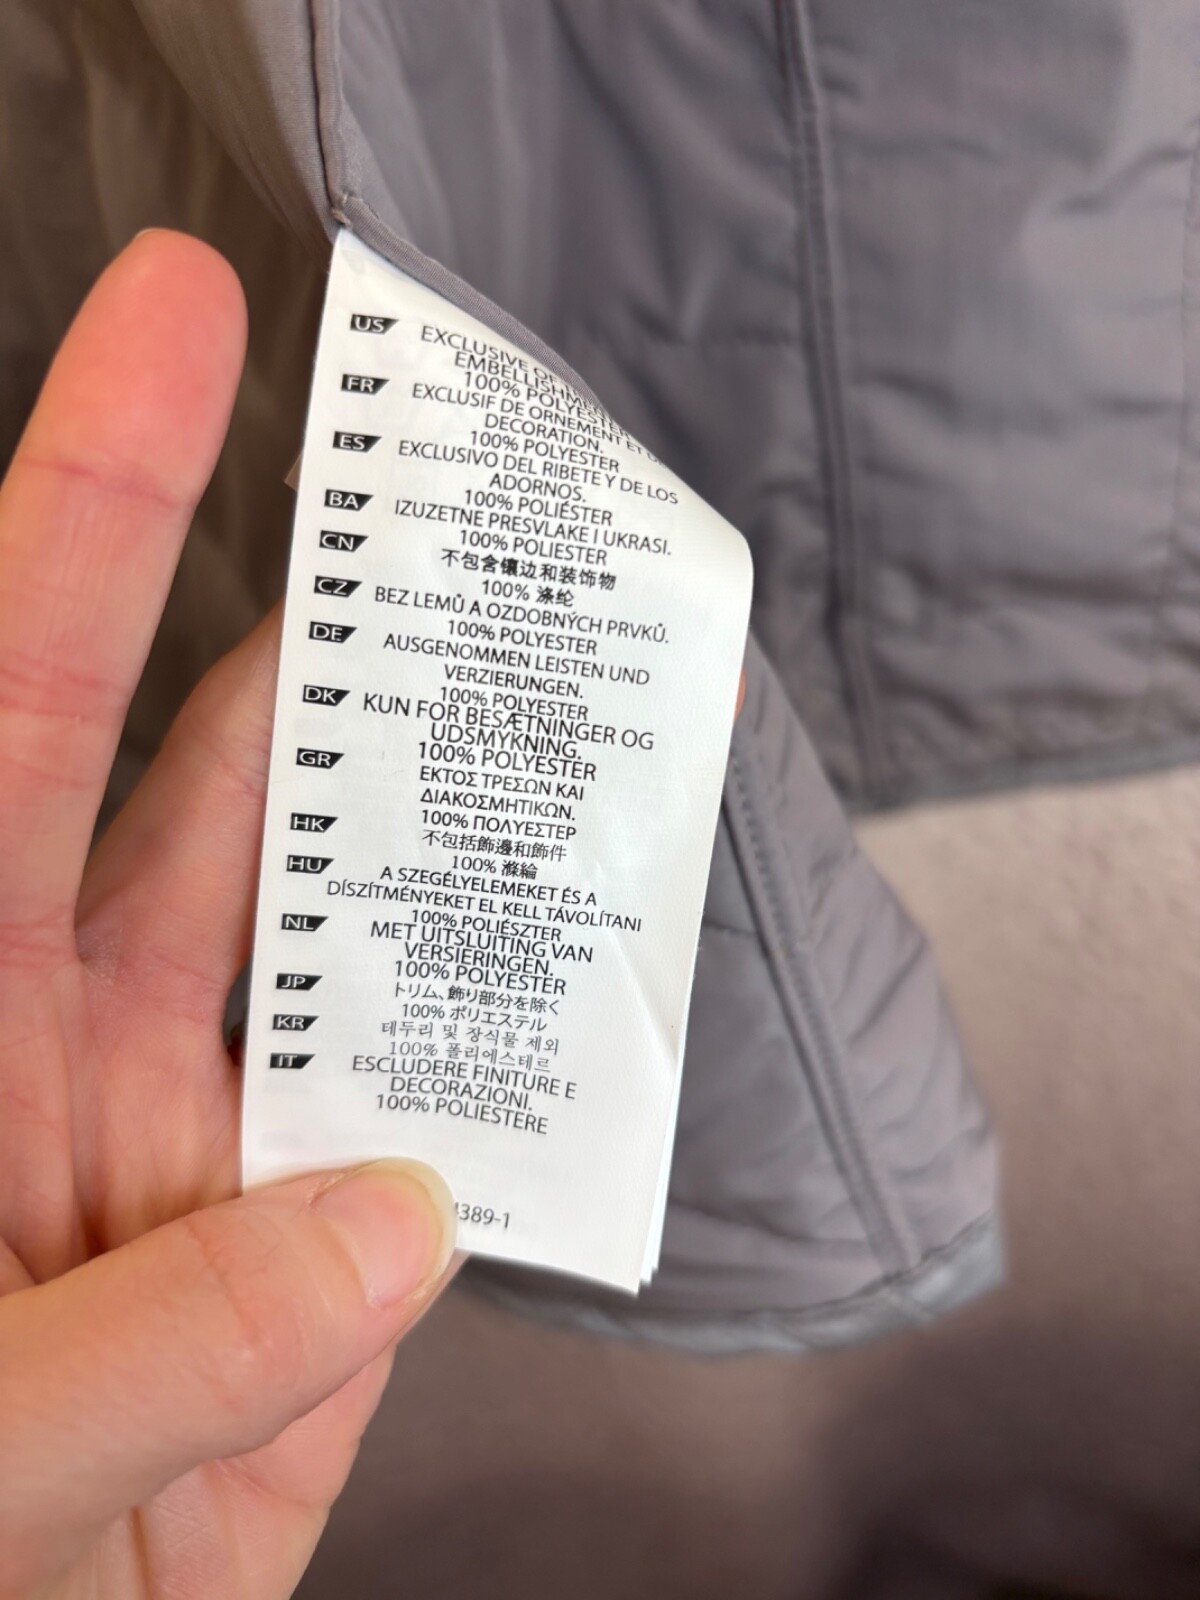 US EXCLUSIVE OF
EMBELLISHMENTS
100% POLYESTER
FR EXCLUSIF DE ORNEMENT ET
DECORATION.
100% POLYESTER
ES EXCLUSIVO DEL RIBETE Y DE LOS
ADORNOS.
100% POLIÉSTER
BA IZUZETNE PRESVLAKE I UKRASI.
100% POLIESTER
CN 不包含镶边和装饰物
100% 涤纶
CZ BEZ LEMŮ A OZDOBNÝCH PRVKŮ.
100% POLYESTER
DE AUSGENOMMEN LEISTEN UND
VERZIERUNGEN.
100% POLYESTER
DK KUN FOR BESÆTNINGER OG
UDSMYKNING.
100% POLYESTER
GR ΕΚΤΟΣ ΤΡΕΣΩΝ ΚΑΙ
ΔΙΑΚΟΣΜΗΤΙΚΩΝ.
100% ΠΟΛΥΕΣΤΕΡ
HK 不包括飾邊和飾件
100% 滌綸
HU A SZEGÉLYELEMEKET ÉS A
DÍSZÍTMÉNYEKET EL KELL TÁVOLÍTANI
100% POLIÉSZTER
NL MET UITSLUITING VAN
VERSIERINGEN.
100% POLYESTER
JP トリム、飾り部分を除く
100% ポリエステル
KR 테두리 및 장식물 제외
100% 폴리에스테르
IT ESCLUDERE FINITURE E
DECORAZIONI.
100% POLIESTERE
389-1